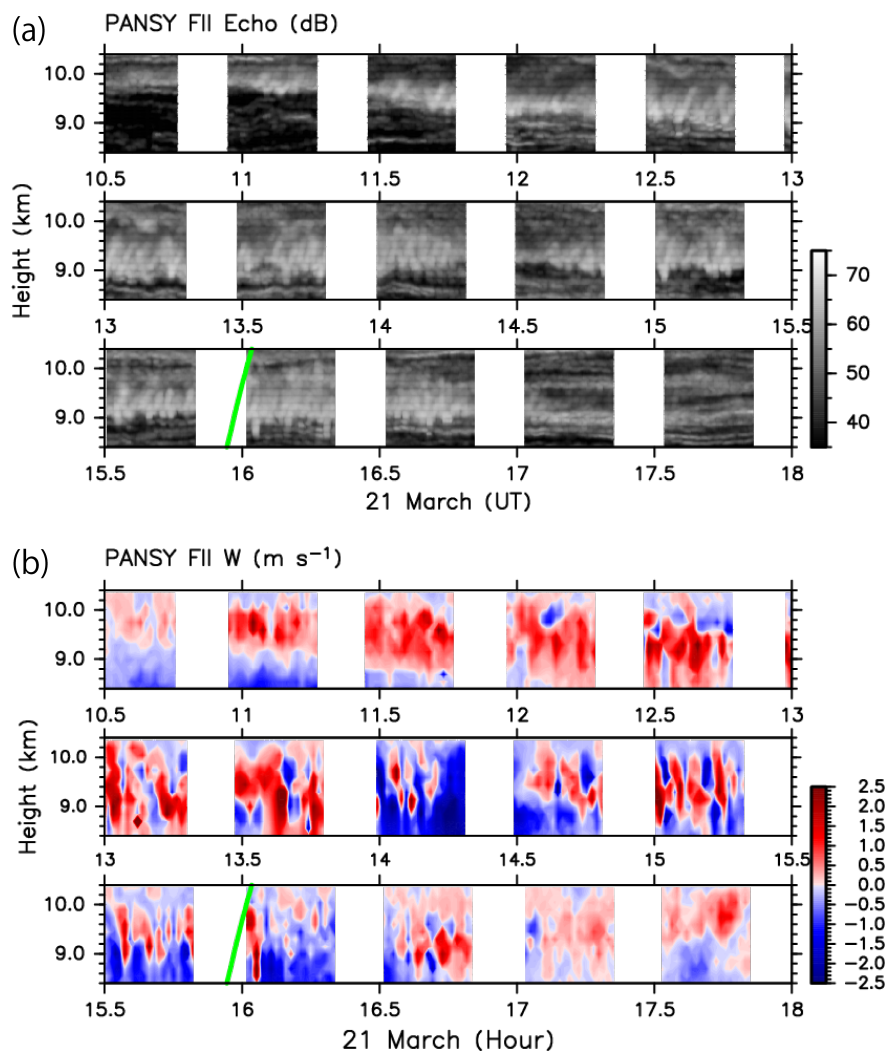 (a) PANSY FII Echo (dB)
10.0
9.0
10.5 11 11.5 12 12.5 13
Height (km)
10.0
9.0
13 13.5 14 14.5 15 15.5
70
60
50
40
10.0
9.0
15.5 16 16.5 17 17.5 18
21 March (UT)
(b) PANSY FII W (m s⁻¹)
10.0
9.0
10.5 11 11.5 12 12.5 13
Height (km)
10.0
9.0
13 13.5 14 14.5 15 15.5
2.5
2.0
1.5
1.0
0.5
0.0
−0.5
−1.0
−1.5
−2.0
−2.5
10.0
9.0
15.5 16 16.5 17 17.5 18
21 March (Hour)